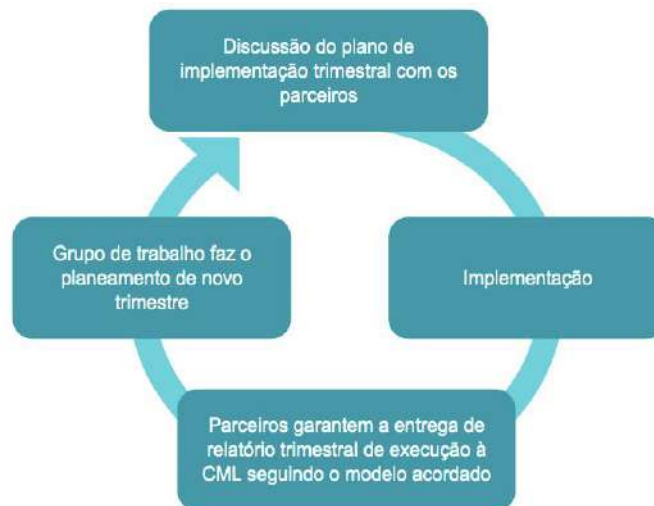 Discussão do plano de
implementação trimestral com os
parceiros
Implementação
Parceiros garantem a entrega de
relatório trimestral de execução à
CML seguindo o modelo acordado
Grupo de trabalho faz o
planeamento de novo
trimestre